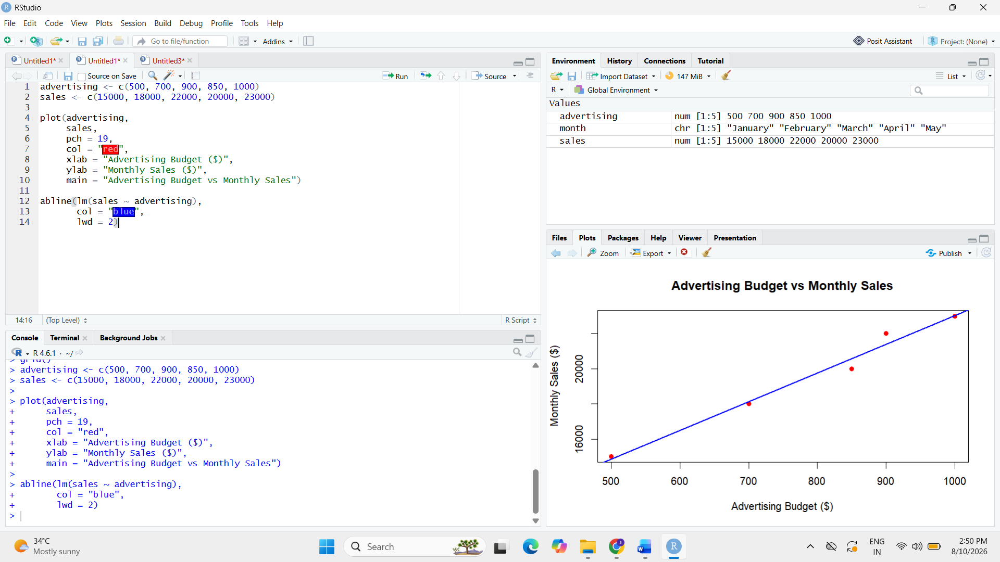 RStudio
File Edit Code View Plots Session Build Debug Profile Tools Help
Go to file/function Addins Posit Assistant Project: (None)
Untitled1* Untitled1* Untitled3*
Source on Save Run Source
1 advertising <- c(500, 700, 900, 850, 1000)
2 sales <- c(15000, 18000, 22000, 20000, 23000)
3
4 plot(advertising,
5 sales,
6 pch = 19,
7 col = "red",
8 xlab = "Advertising Budget ($)",
9 ylab = "Monthly Sales ($)",
10 main = "Advertising Budget vs Monthly Sales")
11
12 abline(lm(sales ~ advertising),
13 col = "blue",
14 lwd = 2)
14:16 (Top Level) R Script
Console Terminal Background Jobs
R 4.6.1 · ~/
> grid()
> advertising <- c(500, 700, 900, 850, 1000)
> sales <- c(15000, 18000, 22000, 20000, 23000)
>
> plot(advertising,
+ sales,
+ pch = 19,
+ col = "red",
+ xlab = "Advertising Budget ($)",
+ ylab = "Monthly Sales ($)",
+ main = "Advertising Budget vs Monthly Sales")
>
> abline(lm(sales ~ advertising),
+ col = "blue",
+ lwd = 2)
>
Environment History Connections Tutorial
Import Dataset 147 MiB List
R Global Environment
Values
advertising num [1:5] 500 700 900 850 1000
month chr [1:5] "January" "February" "March" "April" "May"
sales num [1:5] 15000 18000 22000 20000 23000
Files Plots Packages Help Viewer Presentation
Zoom Export Publish
Advertising Budget vs Monthly Sales
Monthly Sales ($)
20000
16000
500 600 700 800 900 1000
Advertising Budget ($)
34°C
Mostly sunny
Search
ENG
IN
2:50 PM
8/10/2026